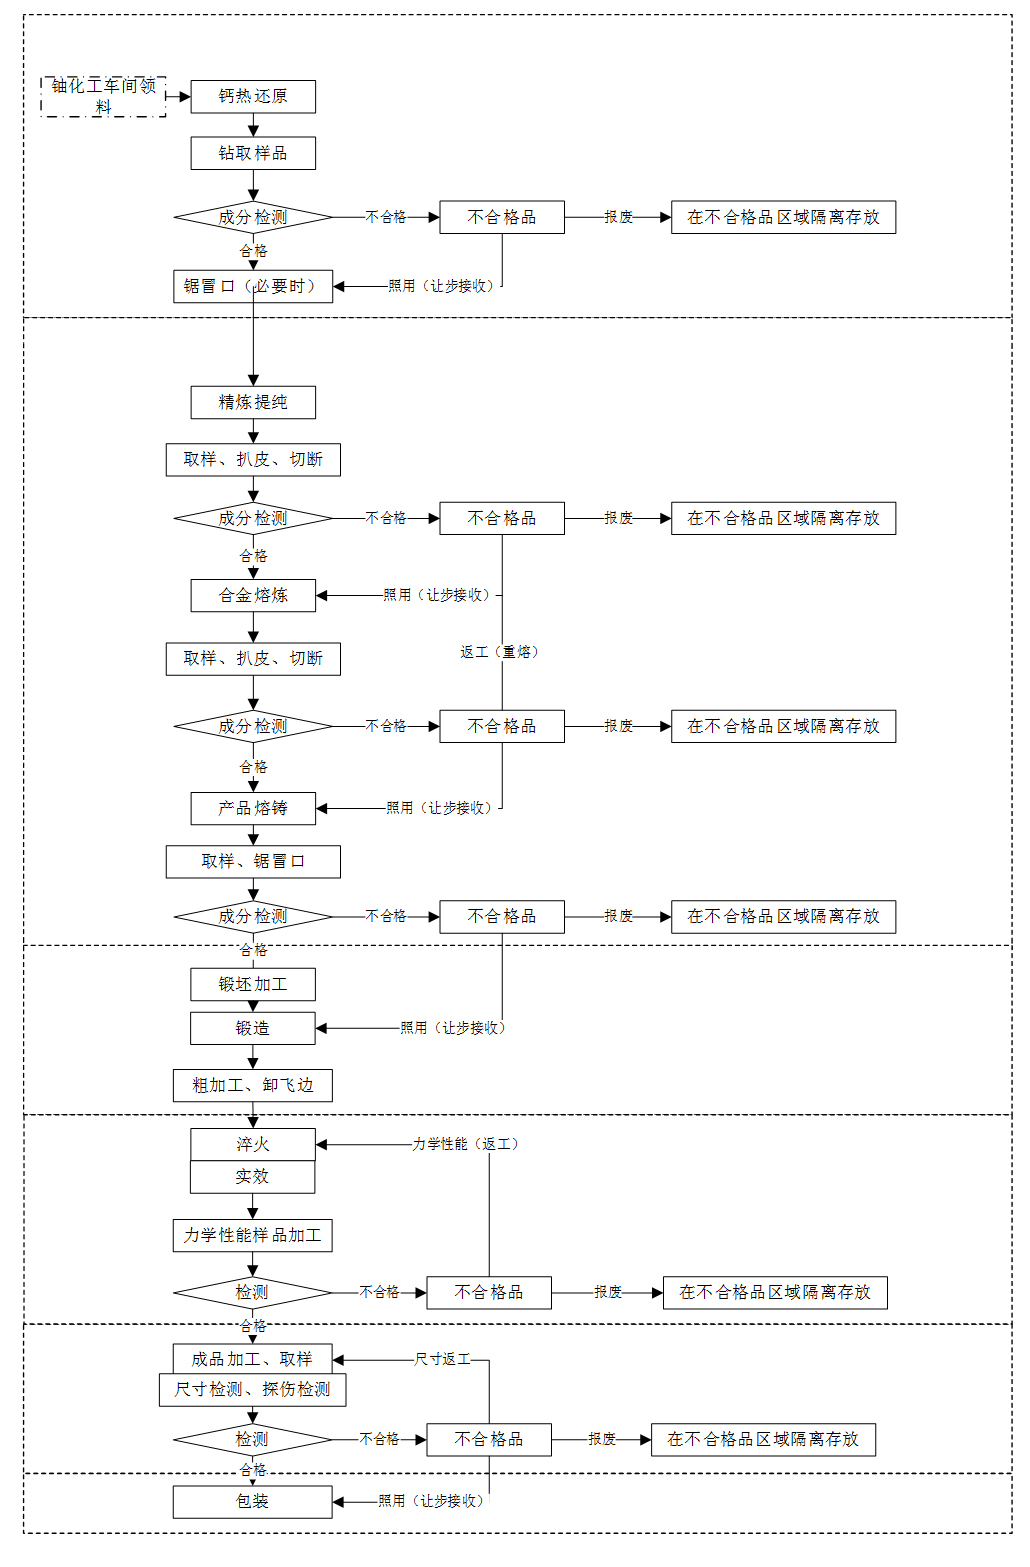 铀化工车间领
料
钙热还原
钻取样品
成分检测
不合格
不合格品
报废
在不合格品区域隔离存放
合格
锯冒口（必要时）
照用（让步接收）
精炼提纯
取样、扒皮、切断
成分检测
不合格
不合格品
报废
在不合格品区域隔离存放
合格
合金熔炼
照用（让步接收）
返工（重熔）
取样、扒皮、切断
成分检测
不合格
不合格品
报废
在不合格品区域隔离存放
合格
产品熔铸
照用（让步接收）
取样、锯冒口
成分检测
不合格
不合格品
报废
在不合格品区域隔离存放
合格
锻坯加工
锻造
照用（让步接收）
粗加工、卸飞边
淬火
力学性能（返工）
实效
力学性能样品加工
检测
不合格
不合格品
报废
在不合格品区域隔离存放
合格
成品加工、取样
尺寸返工
尺寸检测、探伤检测
检测
不合格
不合格品
报废
在不合格品区域隔离存放
合格
包装
照用（让步接收）